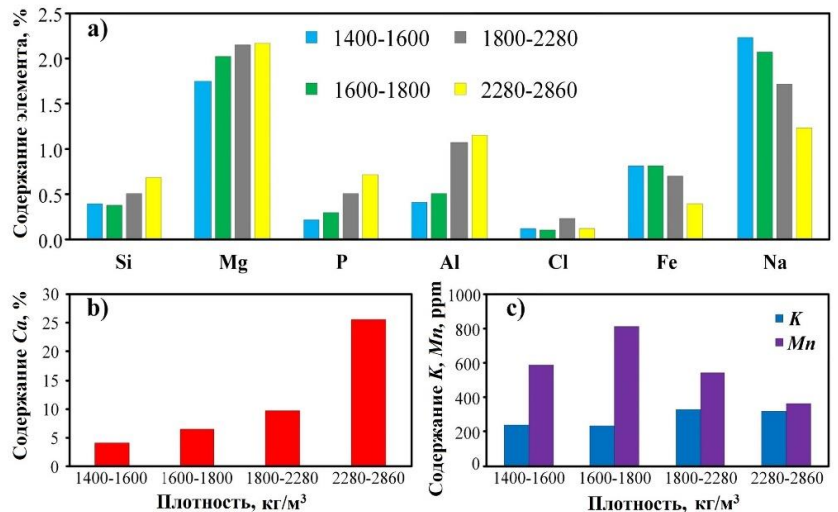 a)
1400-1600
1800-2280
1600-1800
2280-2860
Содержание элемента, %
2.5
2.0
1.5
1.0
0.5
0.0
Si Mg P Al Cl Fe Na
b)
Содержание Ca, %
30
25
20
15
10
5
0
1400-1600 1600-1800 1800-2280 2280-2860
Плотность, кг/м³
c)
K
Mn
Содержание K, Mn, ppm
1000
800
600
400
200
0
1400-1600 1600-1800 1800-2280 2280-2860
Плотность, кг/м³